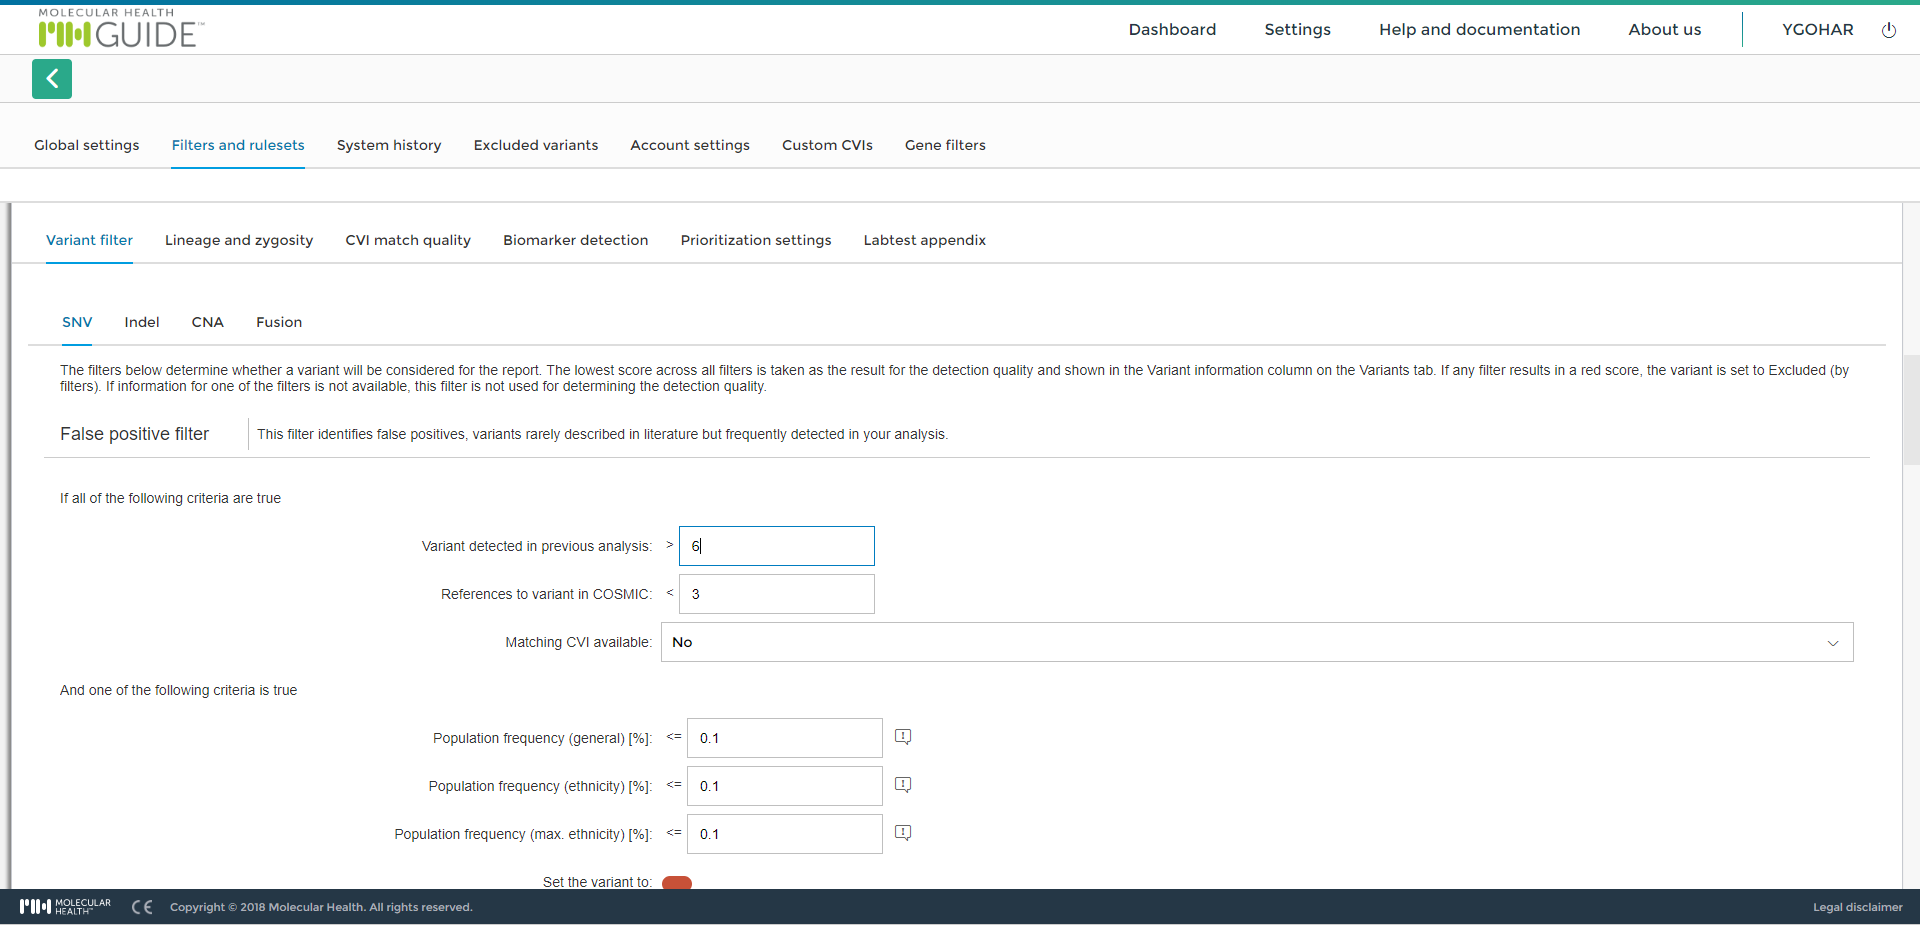 MOLECULAR HEALTH
GUIDE™
Dashboard Settings Help and documentation About us YGOHAR
Global settings Filters and rulesets System history Excluded variants Account settings Custom CVIs Gene filters
Variant filter Lineage and zygosity CVI match quality Biomarker detection Prioritization settings Labtest appendix
SNV Indel CNA Fusion
The filters below determine whether a variant will be considered for the report. The lowest score across all filters is taken as the result for the detection quality and shown in the Variant information column on the Variants tab. If any filter results in a red score, the variant is set to Excluded (by
filters). If information for one of the filters is not available, this filter is not used for determining the detection quality.
False positive filter This filter identifies false positives, variants rarely described in literature but frequently detected in your analysis.
If all of the following criteria are true
Variant detected in previous analysis: > 6
References to variant in COSMIC: < 3
Matching CVI available: No
And one of the following criteria is true
Population frequency (general) [%]: <= 0.1
Population frequency (ethnicity) [%]: <= 0.1
Population frequency (max. ethnicity) [%]: <= 0.1
Set the variant to:
MOLECULAR
HEALTH™
CE Copyright © 2018 Molecular Health. All rights reserved. Legal disclaimer